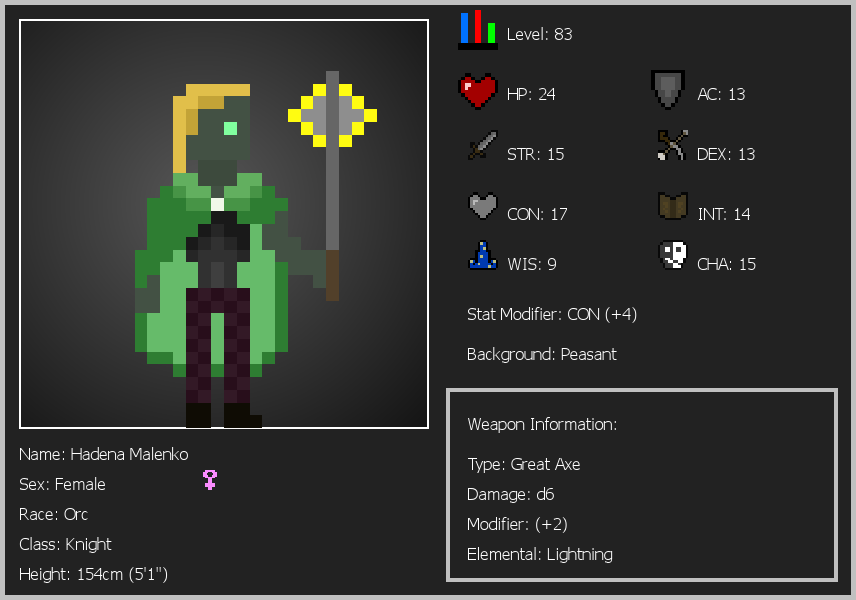 Level: 83
HP: 24
AC: 13
STR: 15
DEX: 13
CON: 17
INT: 14
WIS: 9
CHA: 15
Stat Modifier: CON (+4)
Background: Peasant
Weapon Information:
Type: Great Axe
Damage: d6
Modifier: (+2)
Elemental: Lightning
Name: Hadena Malenko
Sex: Female
Race: Orc
Class: Knight
Height: 154cm (5'1")